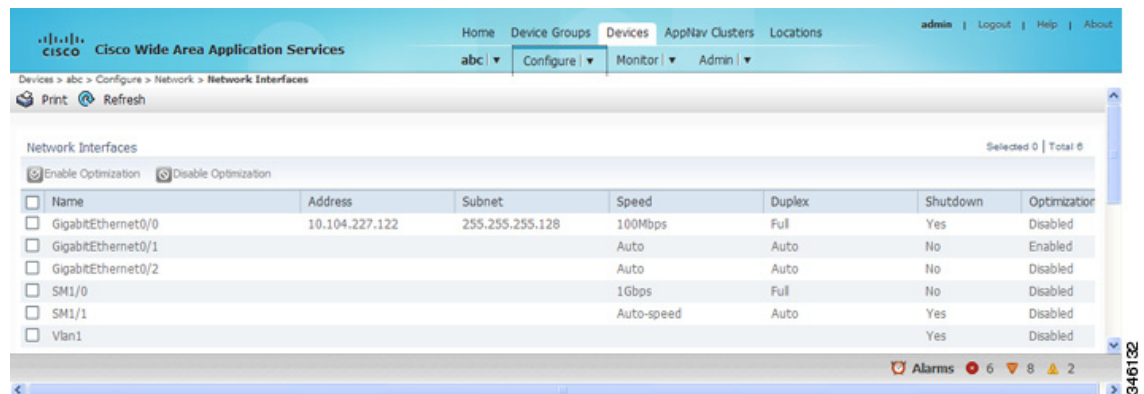 Home Device Groups Devices AppNav Clusters Locations
admin | Logout | Help | About
CISCO Cisco Wide Area Application Services
abc | Configure | Monitor | Admin |
Devices > abc > Configure > Network > Network Interfaces
Print Refresh
Network Interfaces
Selected 0 | Total 6
Enable Optimization Disable Optimization
Name Address Subnet Speed Duplex Shutdown Optimization
GigabitEthernet0/0 10.104.227.122 255.255.255.128 100Mbps Full Yes Disabled
GigabitEthernet0/1 Auto Auto No Enabled
GigabitEthernet0/2 Auto Auto No Disabled
SM1/0 1Gbps Full No Disabled
SM1/1 Auto-speed Auto Yes Disabled
Vlan1 Yes Disabled
Alarms 6 8 2
346132